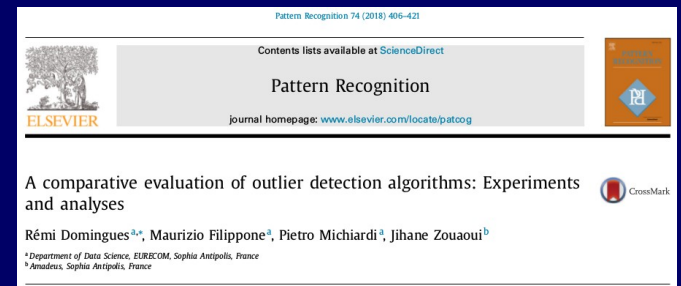 Pattern Recognition 74 (2018) 406–421
Contents lists available at ScienceDirect
Pattern Recognition
journal homepage: www.elsevier.com/locate/patcog
ELSEVIER
A comparative evaluation of outlier detection algorithms: Experiments
and analyses
CrossMark
Rémi Domingues a,*, Maurizio Filippone a, Pietro Michiardi a, Jihane Zouaoui b
a Department of Data Science, EURECOM, Sophia Antipolis, France
b Amadeus, Sophia Antipolis, France